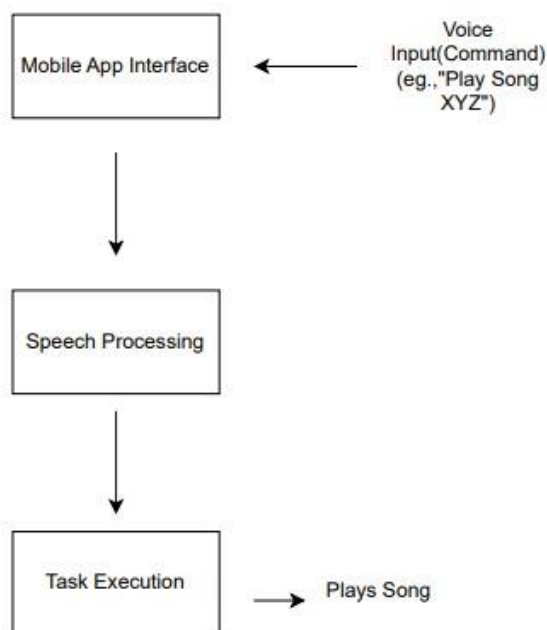 Mobile App Interface
Voice
Input(Command)
(eg.,"Play Song
XYZ")
Speech Processing
Task Execution
Plays Song